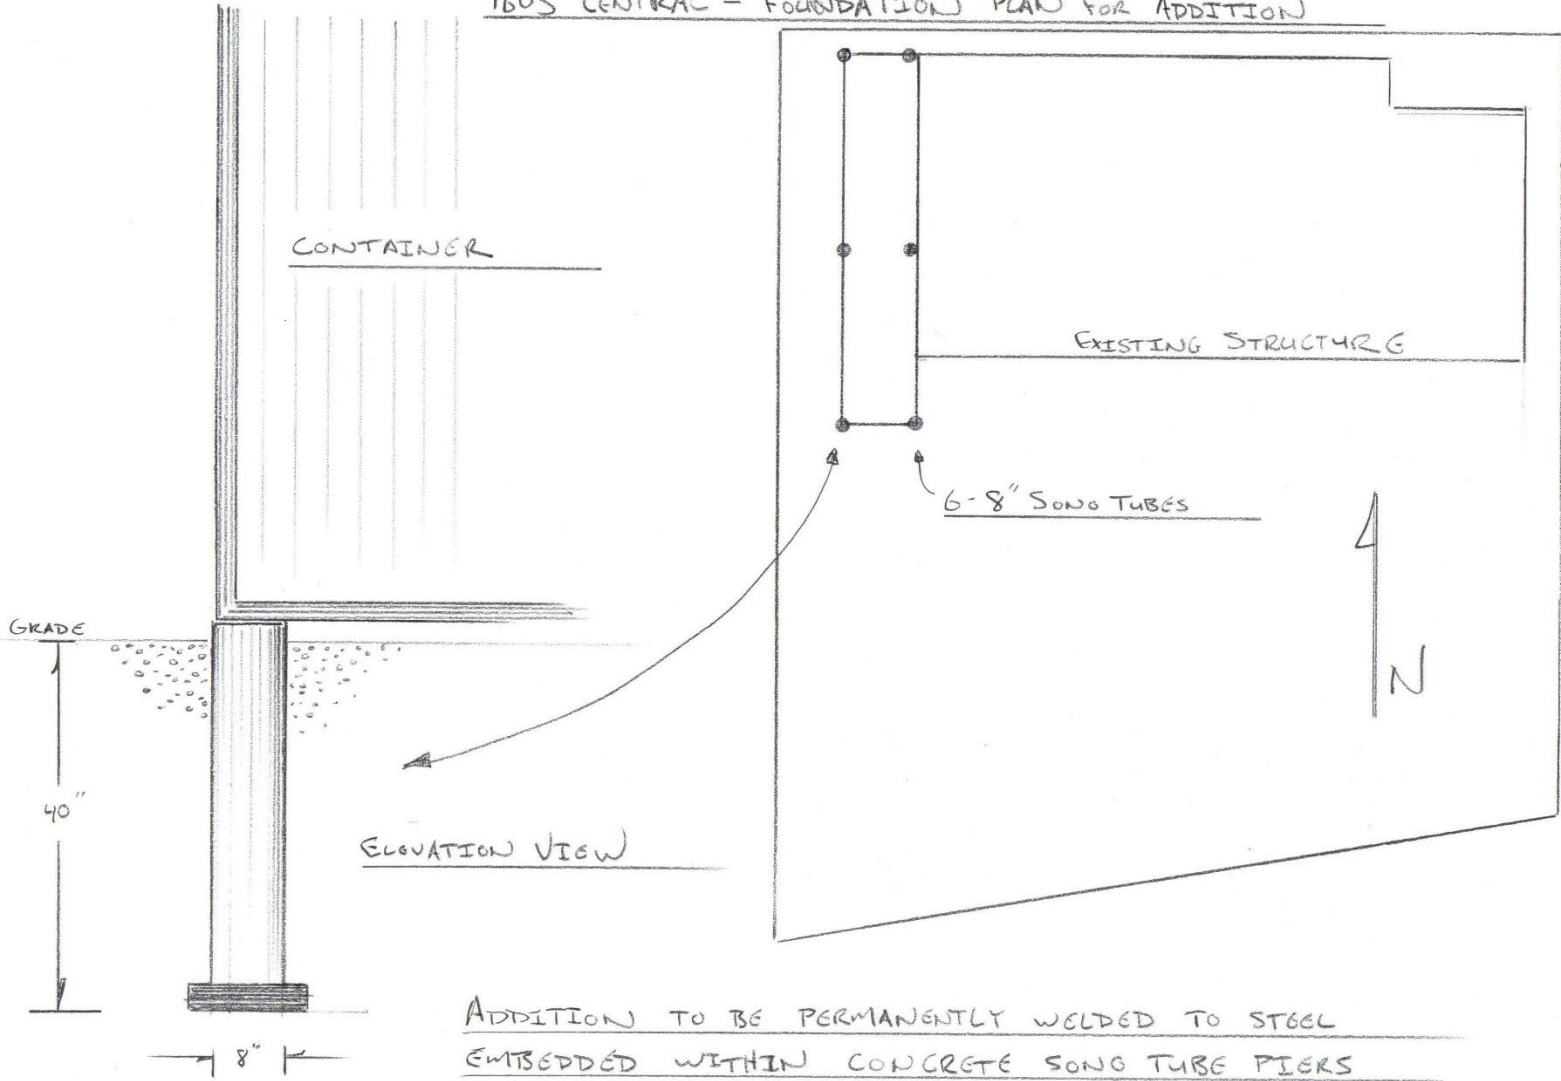 1605 CENTRAL - FOUNDATION PLAN FOR ADDITION
CONTAINER
EXISTING STRUCTURE
6-8" SONO TUBES
N
GRADE
40"
ELEVATION VIEW
8"
ADDITION TO BE PERMANENTLY WELDED TO STEEL
EMBEDDED WITHIN CONCRETE SONO TUBE PIERS